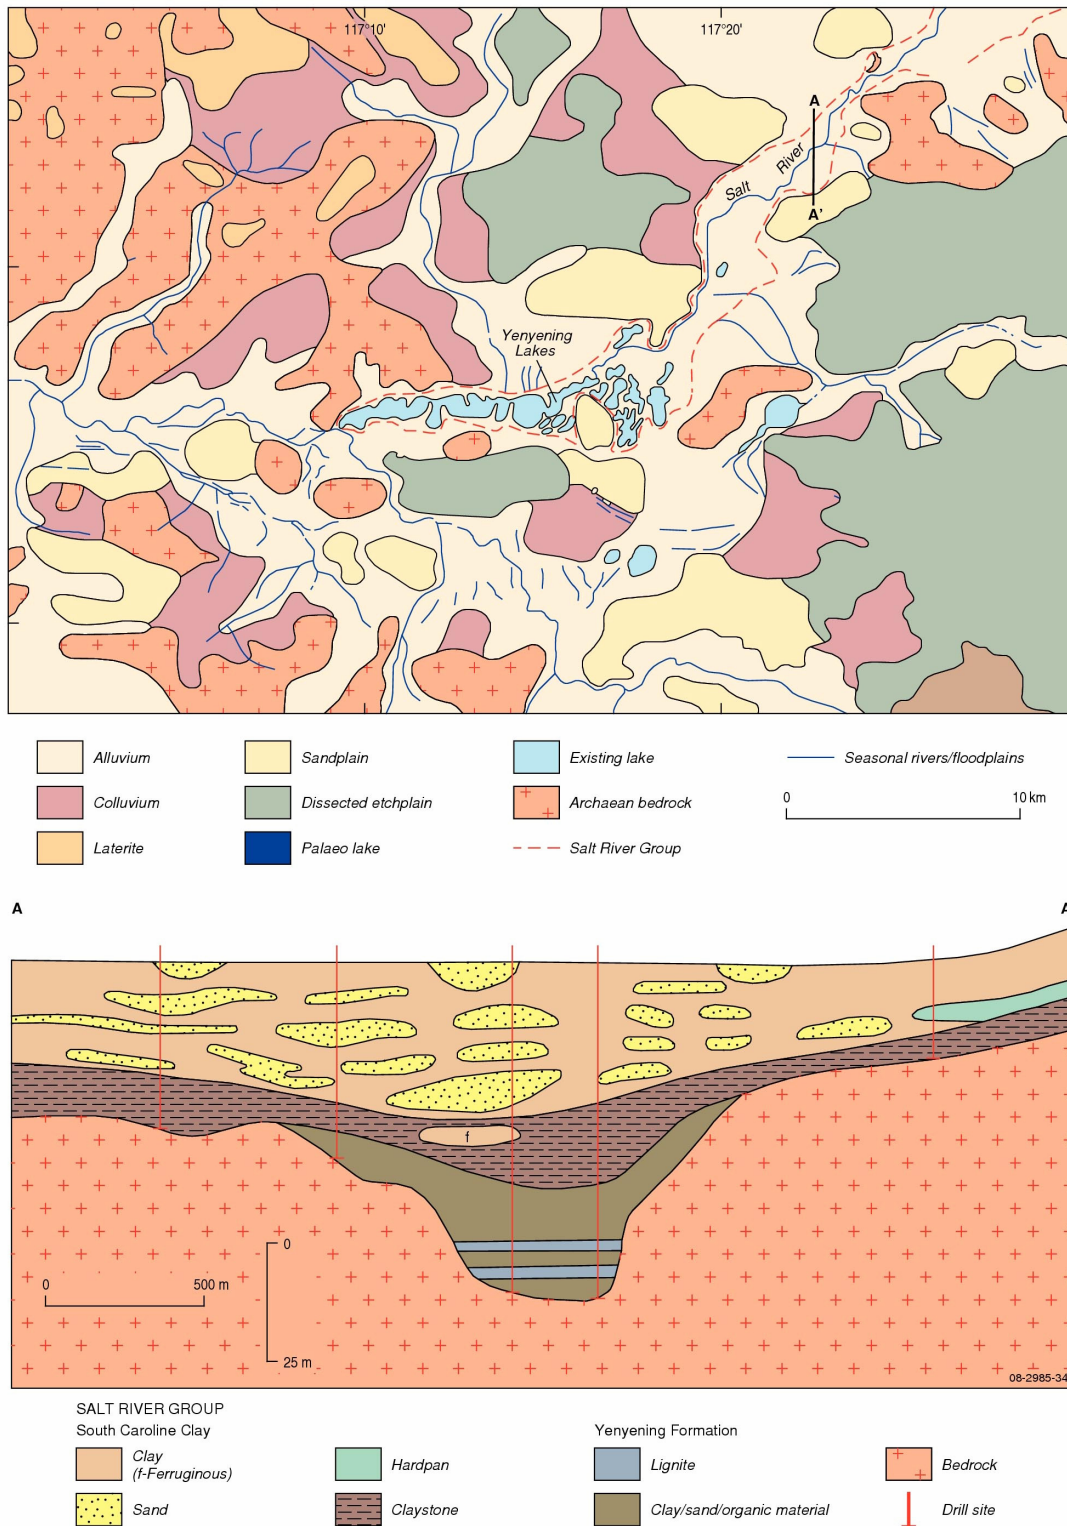 117°10'
117°20'
A
Salt River
A'
Yenyening
Lakes
Alluvium
Sandplain
Existing lake
Seasonal rivers/floodplains
Colluvium
Dissected etchplain
Archaean bedrock
0
10 km
Laterite
Palaeo lake
Salt River Group
A
A
f
0
0
500 m
25 m
08-2985-34
SALT RIVER GROUP
South Caroline Clay
Yenyening Formation
Clay
(f-Ferruginous)
Hardpan
Lignite
Bedrock
Sand
Claystone
Clay/sand/organic material
Drill site